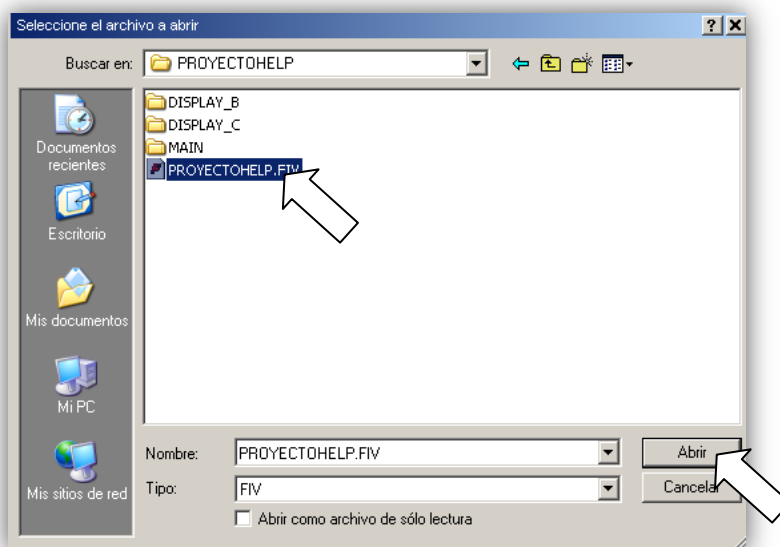 Seleccione el archivo a abrir
Buscar en: PROYECTOHELP
DISPLAY_B
DISPLAY_C
MAIN
PROYECTOHELP.FIV
Documentos
recientes
Escritorio
Mis documentos
Mi PC
Mis sitios de red
Nombre: PROYECTOHELP.FIV Abrir
Tipo: FIV Cancelar
Abrir como archivo de sólo lectura